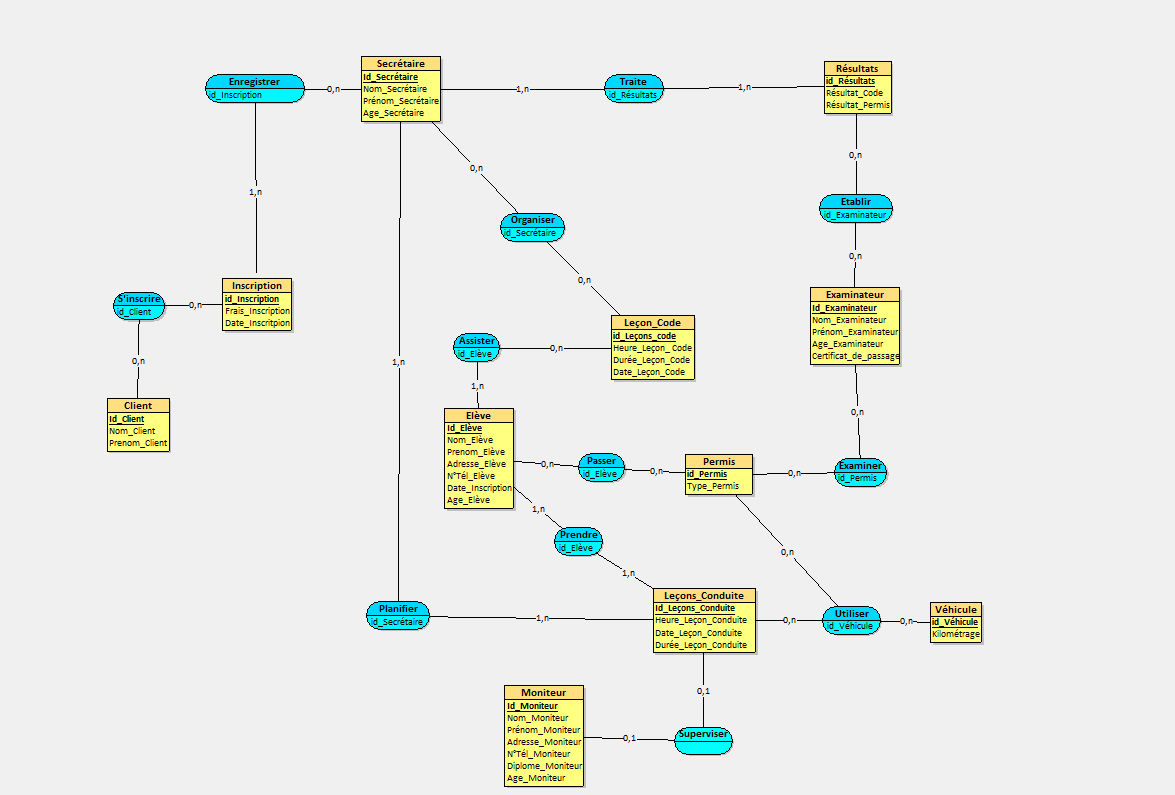 Secrétaire
Id_Secrétaire
Nom_Secrétaire
Prénom_Secrétaire
Age_Secrétaire
Enregistrer
id_Inscription
0,n
1,n
Traite
id_Résultats
1,n
Résultats
id_Résultats
Résultat_Code
Résultat_Permis
0,n
0,n
Etablir
id_Examinateur
0,n
1,n
Organiser
id_Secrétaire
0,n
Inscription
id_Inscription
Frais_Inscription
Date_Inscritpion
S'inscrire
id_Client
0,n
0,n
Client
Id_Client
Nom_Client
Prenom_Client
Examinateur
Id_Examinateur
Nom_Examinateur
Prénom_Examinateur
Age_Examinateur
Certificat_de_passage
Leçon_Code
id_Leçons_code
Heure_Leçon_ Code
Durée_Leçon_Code
Date_Leçon_Code
Assister
id_Elève
0,n
1,n
1,n
Elève
Id_Elève
Nom_Elève
Prenom_Elève
Adresse_Elève
N°Tél_Elève
Date_Inscription
Age_Elève
0,n
Passer
id_Elève
0,n
Permis
id_Permis
Type_Permis
0,n
Examiner
id_Permis
0,n
1,n
Prendre
id_Elève
1,n
0,n
Planifier
id_Secrétaire
1,n
Leçons_Conduite
Id_Leçons_Conduite
Heure_Leçon_Conduite
Date_Leçon_Conduite
Durée_Leçon_Conduite
0,n
Utiliser
id_Véhicule
0,n
Véhicule
id_Véhicule
Kilométrage
0,1
Moniteur
Id_Moniteur
Nom_Moniteur
Prénom_Moniteur
Adresse_Moniteur
N°Tél_Moniteur
Diplome_Moniteur
Age_Moniteur
0,1
Superviser